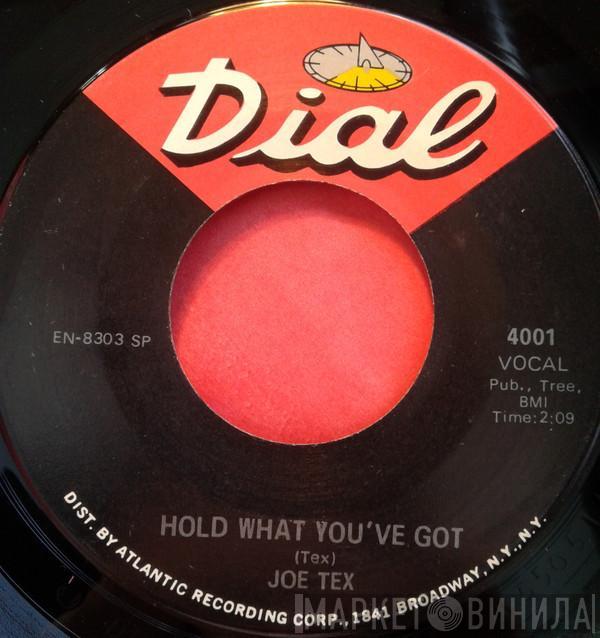 Dial
EN-8303 SP
4001
VOCAL
Pub., Tree,
BMI
Time:2:09
HOLD WHAT YOU'VE GOT
(Tex)
JOE TEX
DIST. BY ATLANTIC RECORDING CORP., 1841 BROADWAY, N.Y., N.Y.
МАРКЕТ ВИНИЛА